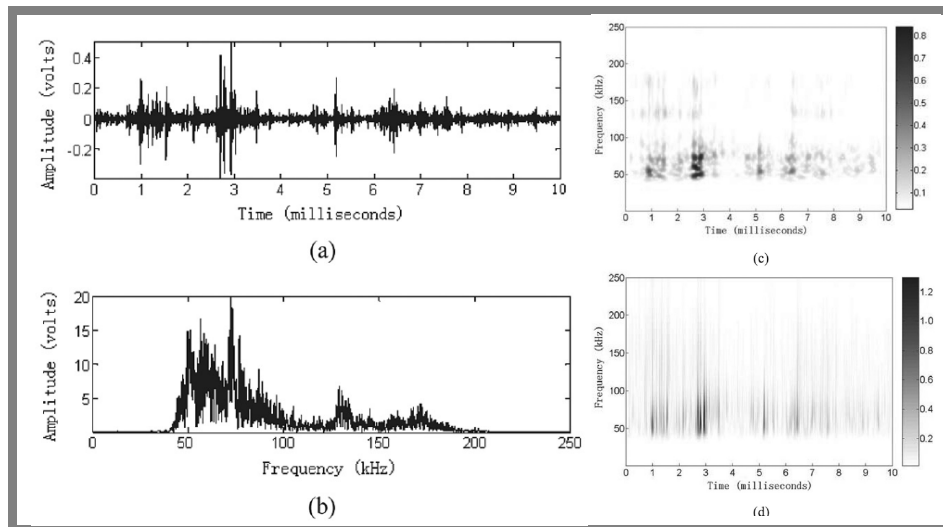 Amplitude (volts)
0.4
0.2
0
-0.2
0 1 2 3 4 5 6 7 8 9 10
Time (milliseconds)
(a)
Amplitude (volts)
20
15
10
5
0 50 100 150 200 250
Frequency (kHz)
(b)
Frequency (kHz)
250
200
150
100
50
0 1 2 3 4 5 6 7 8 9 10
Time (milliseconds)
0.8
0.7
0.6
0.5
0.4
0.3
0.2
0.1
(c)
Frequency (kHz)
250
200
150
100
50
0 1 2 3 4 5 6 7 8 9 10
Time (milliseconds)
1.2
1.0
0.8
0.6
0.4
0.2
(d)